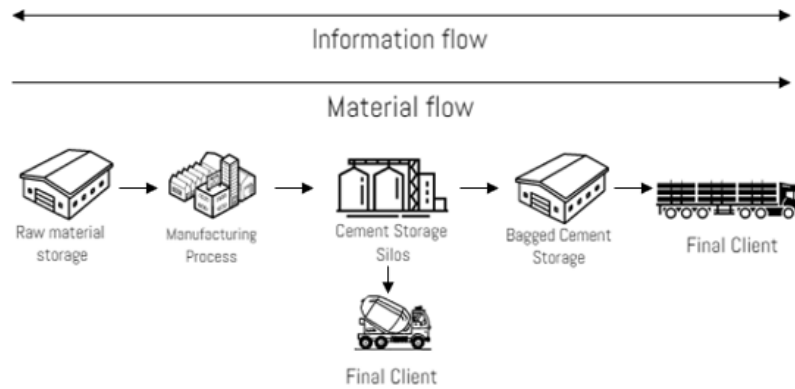 Information flow
Material flow
Raw material
storage
Manufacturing
Process
Cement Storage
Silos
Bagged Cement
Storage
Final Client
Final Client